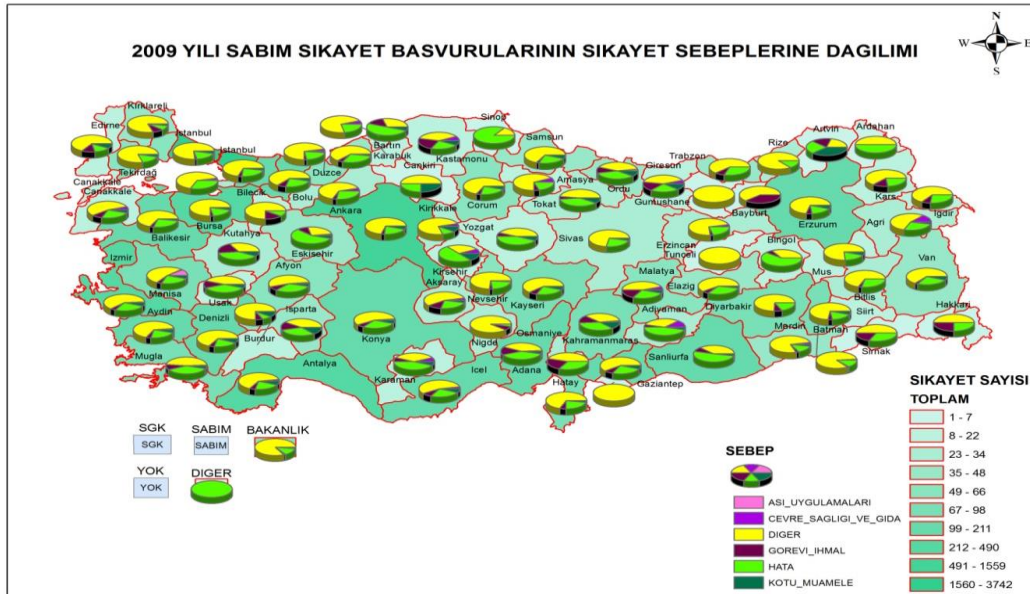 2009 YILI SABIM SIKAYET BASVURULARININ SIKAYET SEBEPLERINE DAGILIMI
N
W E
S
Kirklareli
Edirne
Istanbul
Tekirdağ
Istanbul
Canakkale
Canakkale
Bartın
Karabuk
Duzce
Bolu
Bilecik
Bursa
Balikesir
Kutahya
Eskisehir
Ankara
Cankiri
Kastamonu
Sinop
Samsun
Corum
Amasya
Tokat
Ordu
Gireson
Trabzen
Rize
Artvin
Ardahan
Gumushane
Bayburt
Erzurum
Kars
Igdir
Agri
Kirikkale
Yozgat
Sivas
Erzincan
Tunceli
Bingol
Mus
Van
Bitlis
Izmir
Manisa
Usak
Afyon
Aydin
Denizli
Isparta
Burdur
Mugla
Antalya
Konya
Kirsehir
Aksaray
Nevsehir
Nigde
Kayseri
Malatya
Elazig
Adiyaman
Diyarbakir
Kahramanmaras
Osmaniye
Mardin
Batman
Siirt
Sirnak
Hakkari
Karaman
Icel
Adana
Hatay
Gaziantep
Sanliurfa
SGK
SGK
SABIM
SABIM
BAKANLIK
YOK
YOK
DIGER
SEBEP
ASI_UYGULAMALARI
CEVRE_SAGLIGI_VE_GIDA
DIGER
GOREVI_IHMAL
HATA
KOTU_MUAMELE
SIKAYET SAYISI
TOPLAM
1 - 7
8 - 22
23 - 34
35 - 48
49 - 66
67 - 98
99 - 211
212 - 490
491 - 1559
1560 - 3742